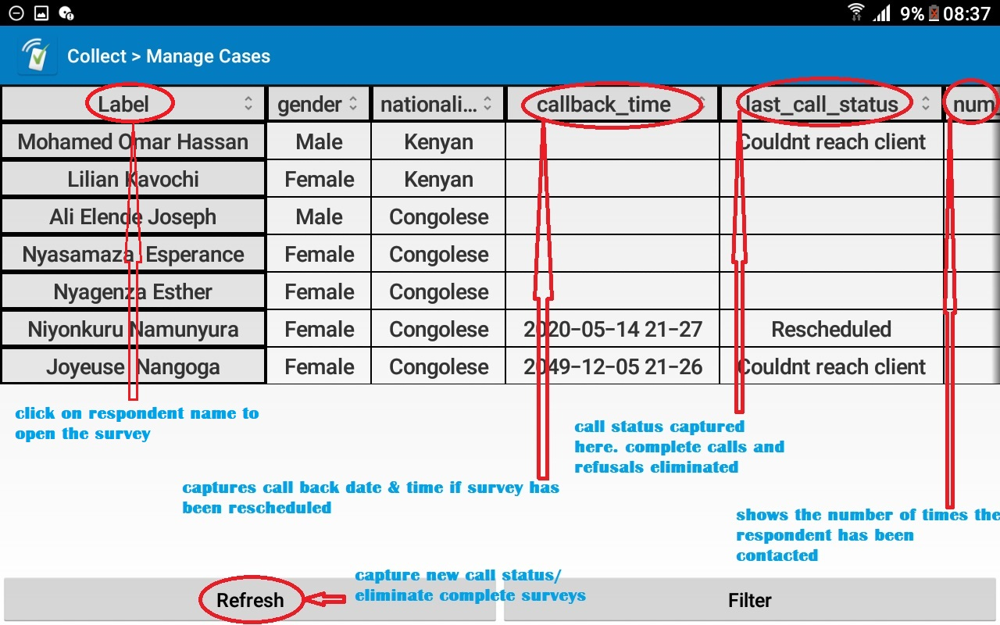 9% 08:37
Collect > Manage Cases
Label gender nationali... callback_time last_call_status num
Mohamed Omar Hassan Male Kenyan Couldnt reach client
Lilian Kavochi Female Kenyan
Ali Elende Joseph Male Congolese
Nyasamaza Esperance Female Congolese
Nyagenza Esther Female Congolese
Niyonkuru Namunyura Female Congolese 2020-05-14 21-27 Rescheduled
Joyeuse Nangoga Female Congolese 2049-12-05 21-26 Couldnt reach client
click on respondent name to
open the survey
call status captured
here. complete calls and
refusals eliminated
captures call back date & time if survey has
been rescheduled
shows the number of times the
respondent has been
contacted
capture new call status/
eliminate complete surveys
Refresh Filter